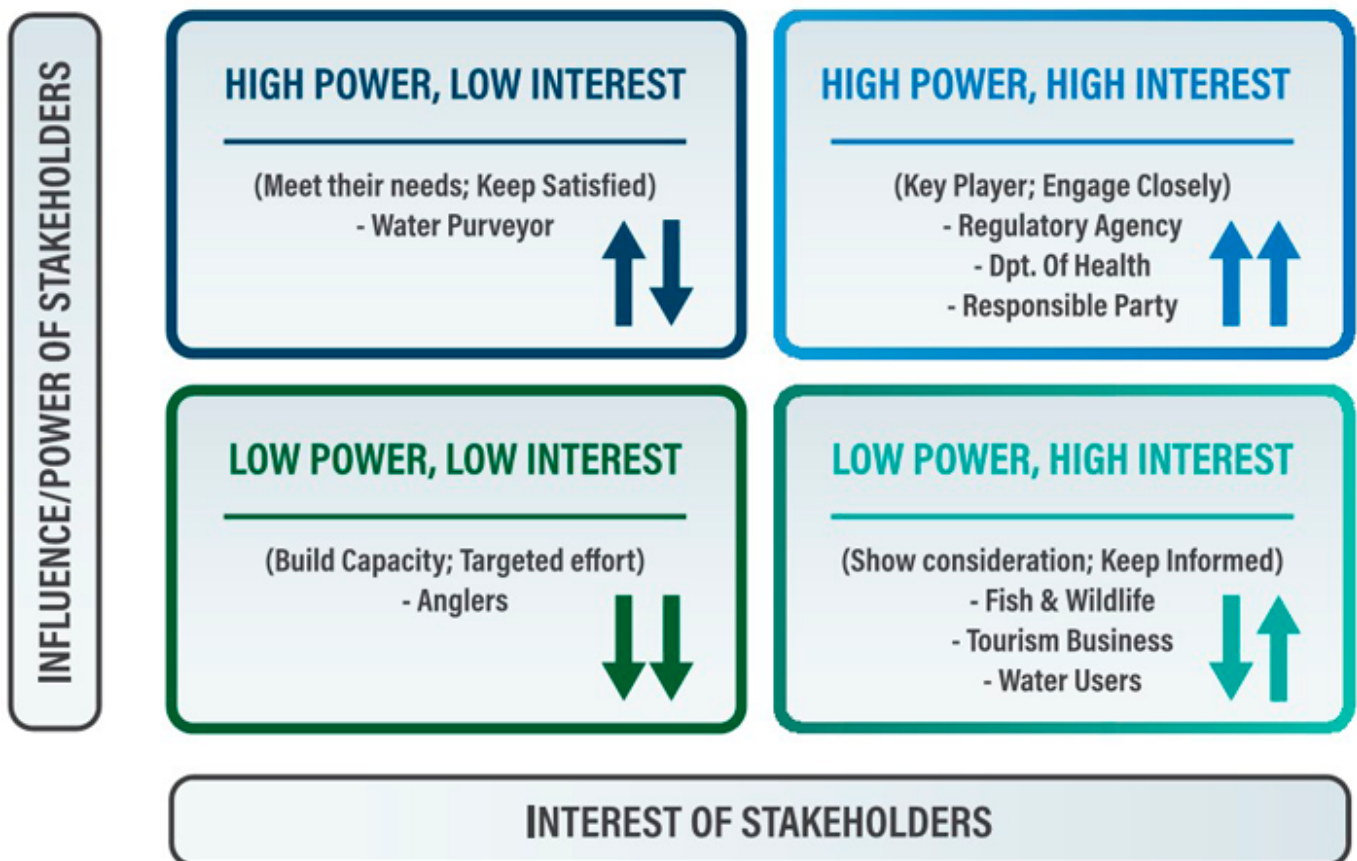 INFLUENCE/POWER OF STAKEHOLDERS
HIGH POWER, LOW INTEREST
(Meet their needs; Keep Satisfied)
- Water Purveyor
HIGH POWER, HIGH INTEREST
(Key Player; Engage Closely)
- Regulatory Agency
- Dpt. Of Health
- Responsible Party
LOW POWER, LOW INTEREST
(Build Capacity; Targeted effort)
- Anglers
LOW POWER, HIGH INTEREST
(Show consideration; Keep Informed)
- Fish & Wildlife
- Tourism Business
- Water Users
INTEREST OF STAKEHOLDERS